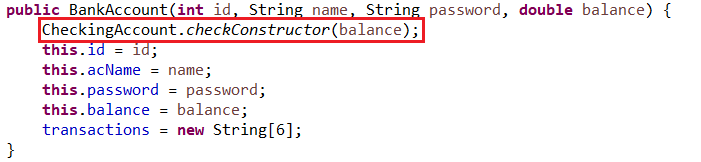 public BankAccount(int id, String name, String password, double balance) {
CheckingAccount.checkConstructor(balance);
this.id = id;
this.acName = name;
this.password = password;
this.balance = balance;
transactions = new String[6];
}